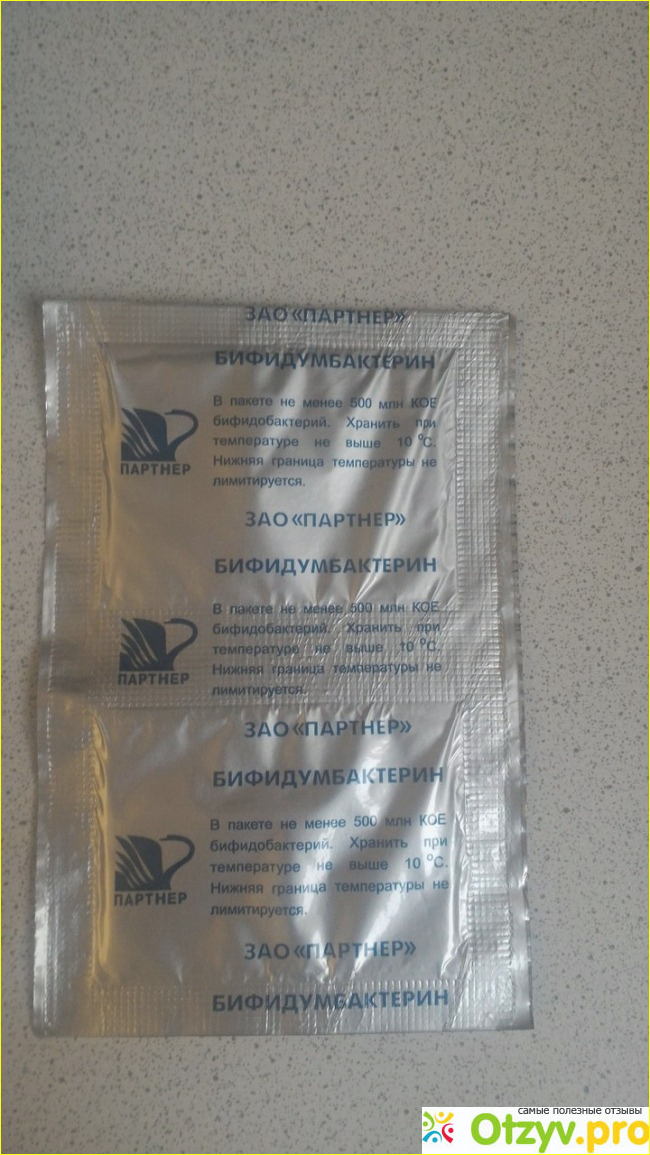 ЗАО «ПАРТНЕР»
БИФИДУМБАКТЕРИН
В пакете не менее 500 млн КОЕ
бифидобактерий. Хранить при
температуре не выше 10 °С.
Нижняя граница температуры не
лимитируется.
ПАРТНЕР
ЗАО «ПАРТНЕР»
БИФИДУМБАКТЕРИН
В пакете не менее 500 млн КОЕ
бифидобактерий. Хранить при
температуре не выше 10 °С.
Нижняя граница температуры не
лимитируется.
ПАРТНЕР
ЗАО «ПАРТНЕР»
БИФИДУМБАКТЕРИН
В пакете не менее 500 млн КОЕ
бифидобактерий. Хранить при
температуре не выше 10 °С.
Нижняя граница температуры не
лимитируется.
ПАРТНЕР
ЗАО «ПАРТНЕР»
БИФИДУМБАКТЕРИН
самые полезные отзывы
Otzyv.pro